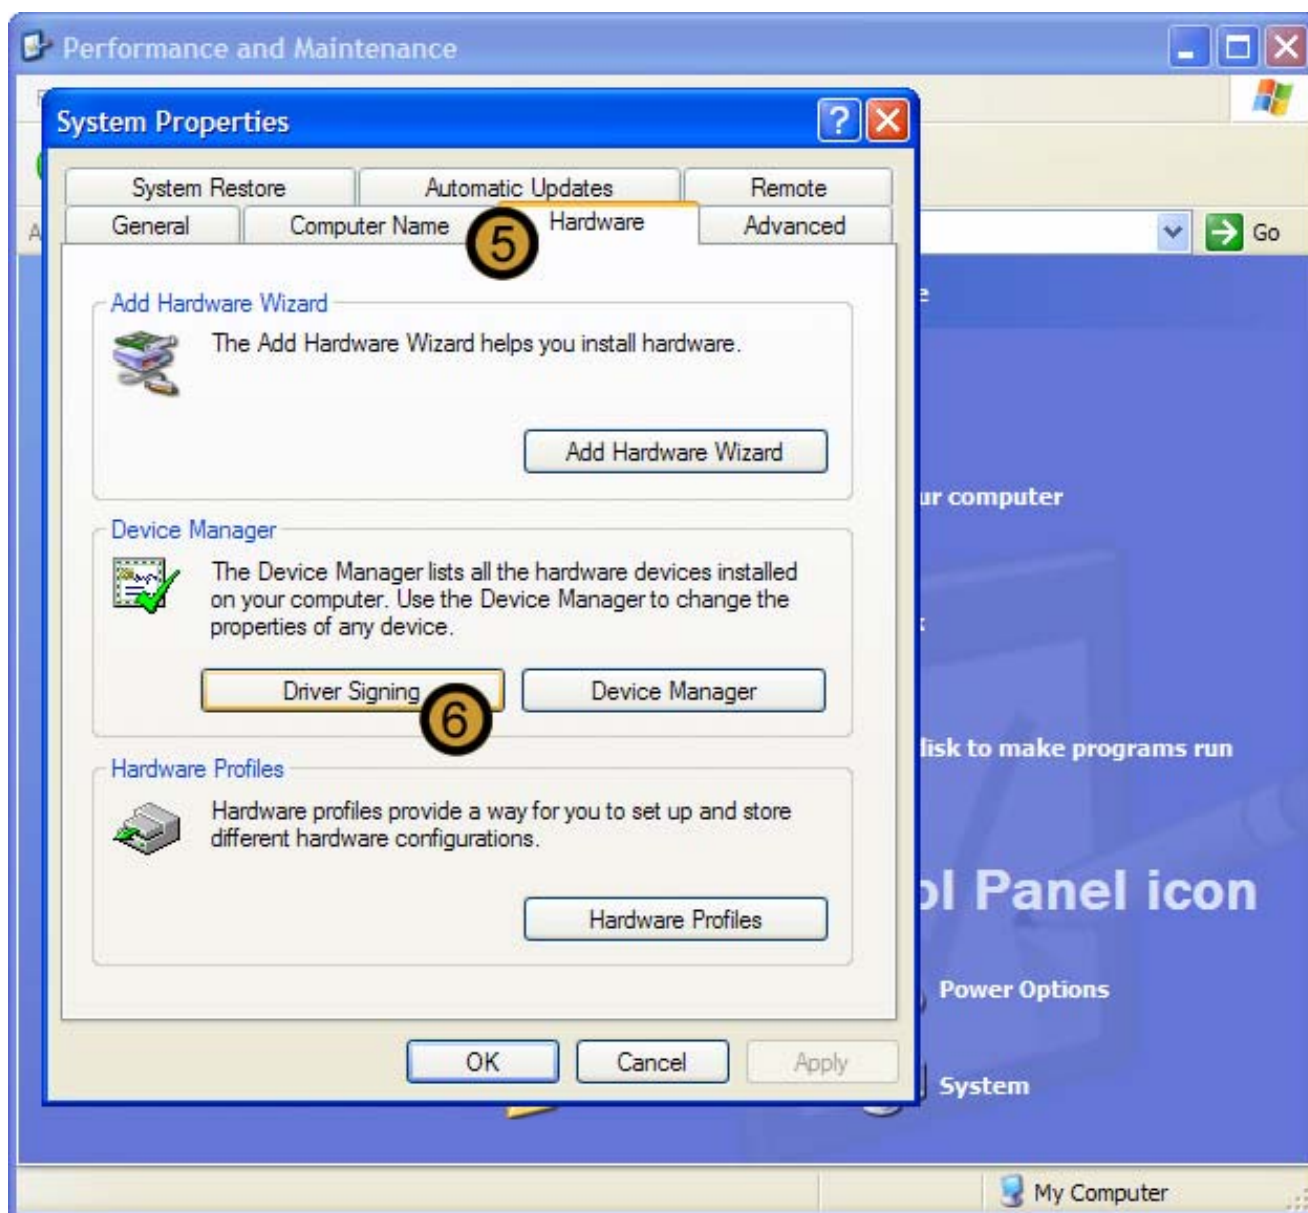 Performance and Maintenance
System Properties
System Restore
Automatic Updates
Remote
General
Computer Name
5
Hardware
Advanced
Go
Add Hardware Wizard
The Add Hardware Wizard helps you install hardware.
Add Hardware Wizard
ur computer
Device Manager
The Device Manager lists all the hardware devices installed
on your computer. Use the Device Manager to change the
properties of any device.
Driver Signing
6
Device Manager
disk to make programs run
Hardware Profiles
Hardware profiles provide a way for you to set up and store
different hardware configurations.
ol Panel icon
Hardware Profiles
Power Options
OK
Cancel
Apply
System
My Computer